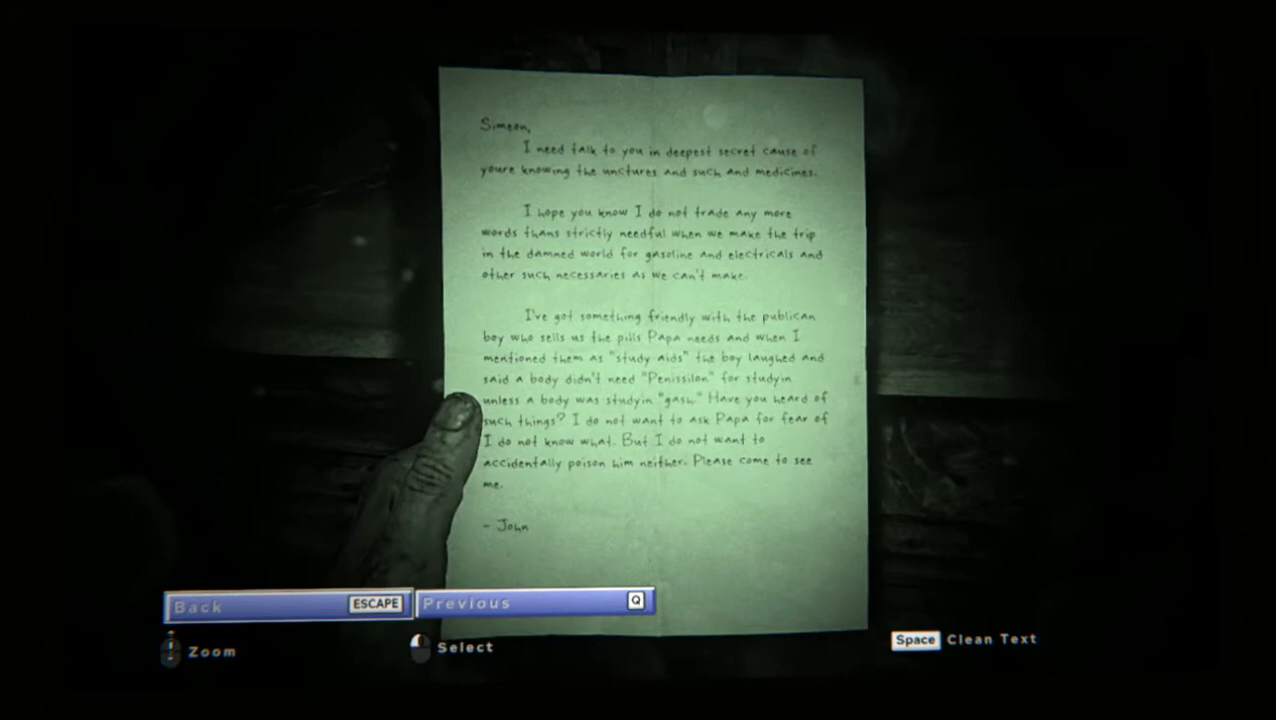 Simeon,
I need talk to you in deepest secret cause of
youre knowing the unctures and such and medicines.
I hope you know I do not trade any more
words thans strictly needful when we make the trip
in the damned world for gasoline and electricals and
other such necessaries as we can't make.
I've got something friendly with the publican
boy who sells us the pills Papa needs and when I
mentioned them as "study aids" the boy laughed and
said a body didn't need "Penissilon" for studyin
unless a body was studyin "gash." Have you heard of
such things? I do not want to ask Papa for fear of
I do not know what. But I do not want to
accidentally poison him neither. Please come to see
me.
- John
Back ESCAPE Previous Q
Zoom Select Space Clean Text